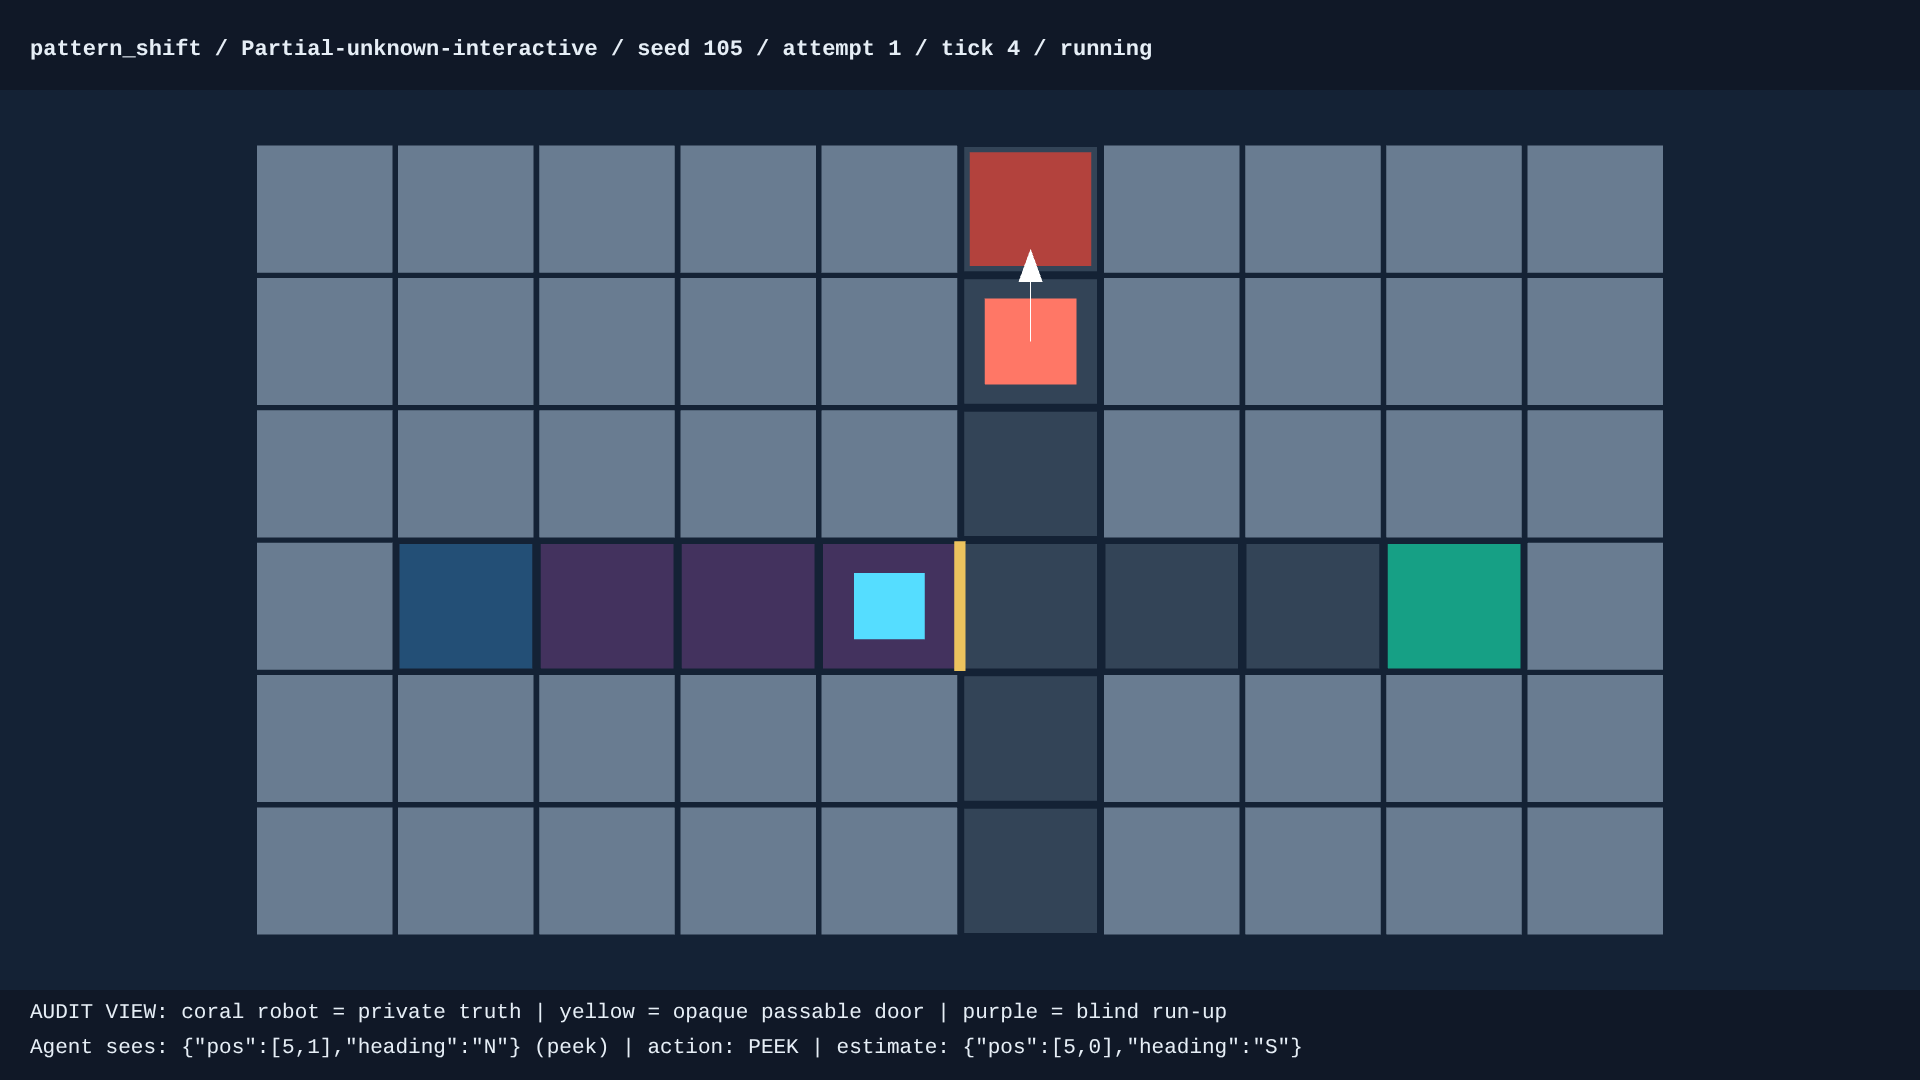 pattern_shift / Partial-unknown-interactive / seed 105 / attempt 1 / tick 4 / running
AUDIT VIEW: coral robot = private truth | yellow = opaque passable door | purple = blind run-up
Agent sees: {"pos":[5,1],"heading":"N"} (peek) | action: PEEK | estimate: {"pos":[5,0],"heading":"S"}